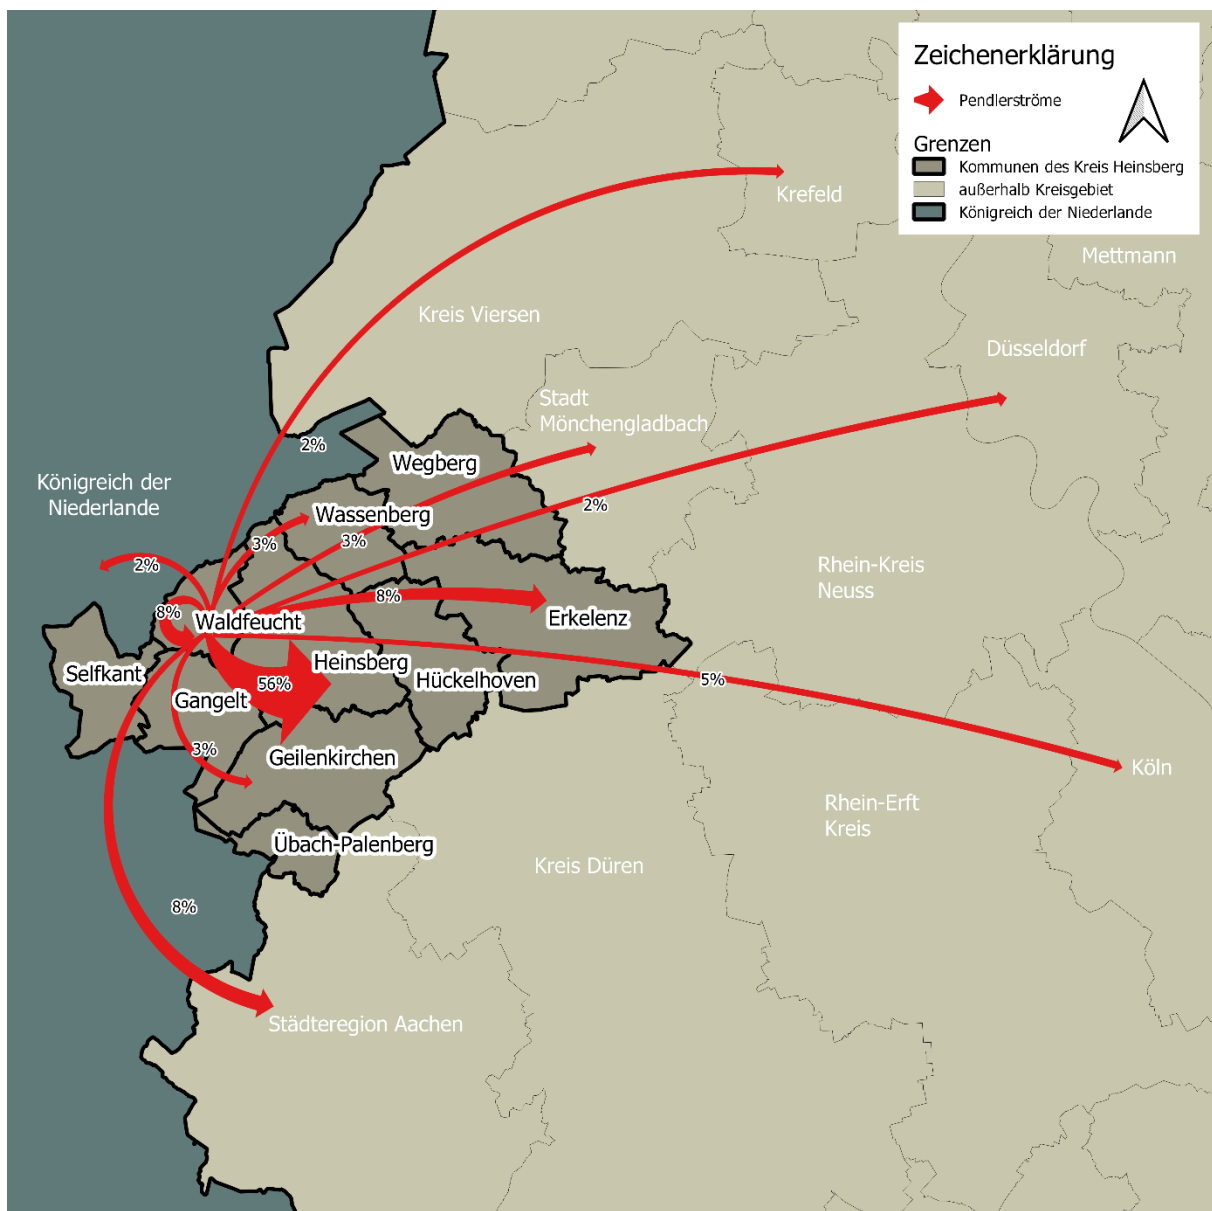 Zeichenerklärung
Pendlerströme
Grenzen
Kommunen des Kreis Heinsberg
außerhalb Kreisgebiet
Königreich der Niederlande
Krefeld
Mettmann
Kreis Viersen
Düsseldorf
Stadt
Mönchengladbach
2%
Wegberg
Königreich der
Niederlande
2%
Wassenberg
3%
3%
2%
Rhein-Kreis
Neuss
8%
8%
Waldfeucht
Erkelenz
Heinsberg
Selfkant
56%
Hückelhoven
5%
Gangelt
3%
Geilenkirchen
Köln
Rhein-Erft
Kreis
Übach-Palenberg
Kreis Düren
8%
Städteregion Aachen